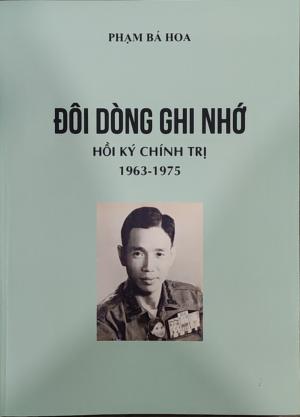 PHẠM BÁ HOA
ĐÔI DÒNG GHI NHỚ
HỒI KÝ CHÍNH TRỊ
1963-1975